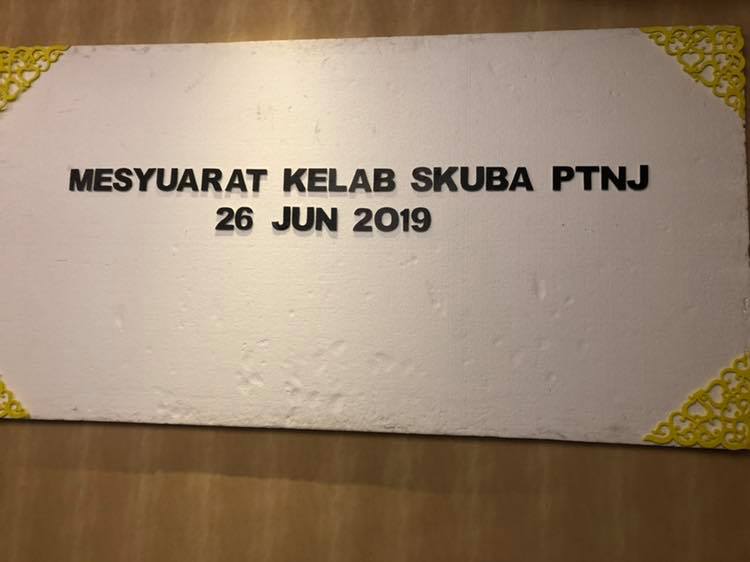 MESYUARAT KELAB SKUBA PTNJ
26 JUN 2019